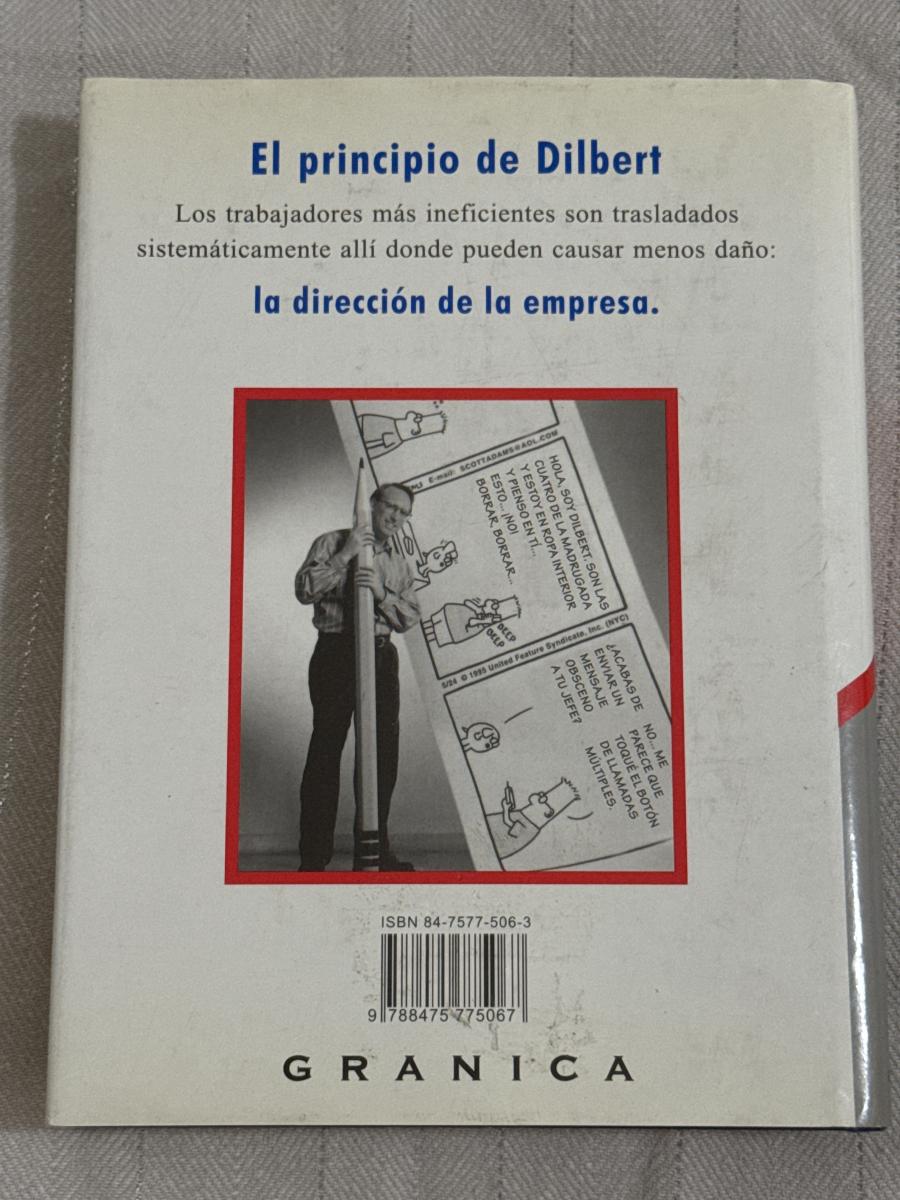 El principio de Dilbert
Los trabajadores más ineficientes son trasladados
sistemáticamente allí donde pueden causar menos daño:
la dirección de la empresa.
E-mail: SCOTTADAMS@AOL.COM
HOLA, SOY DILBERT. SON LAS
CUATRO DE LA MADRUGADA
Y ESTOY EN ROPA INTERIOR
Y PIENSO EN TÍ...
ESTO... ¡NO!
BORRAR, BORRAR...
BEEP
BEEP
5/24 © 1995 United Feature Syndicate, Inc. (NYC)
¿ACABAS DE
ENVIAR UN
MENSAJE
OBSCENO
A TU JEFE?
NO... ME
PARECE QUE
TOQUÉ EL BOTÓN
DE LLAMADAS
MÚLTIPLES.
ISBN 84-7577-506-3
9 788475 775067
GRANICA